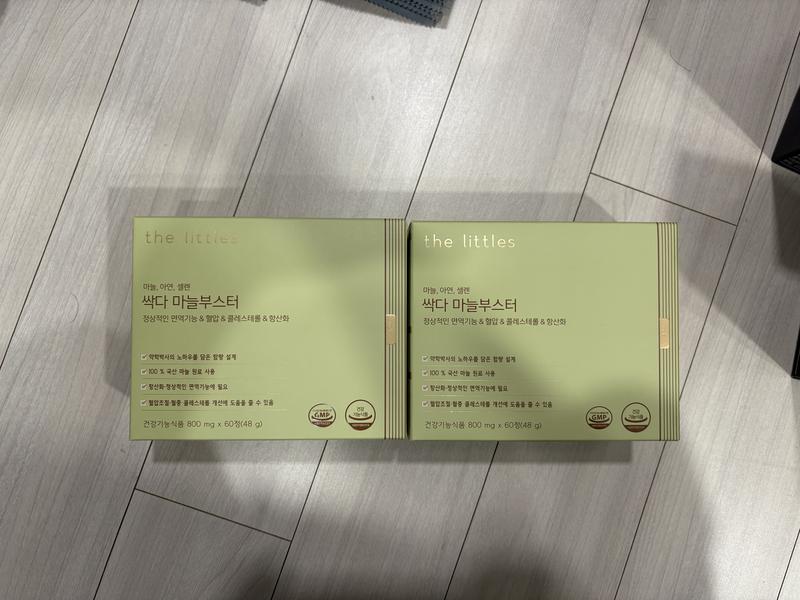 the littles
마늘, 아연, 셀렌
싹다 마늘부스터
정상적인 면역기능 & 혈압 & 콜레스테롤 & 항산화
약학박사의 노하우를 담은 함량 설계
100 % 국산 마늘 원료 사용
항산화·정상적인 면역기능에 필요
혈압조절·혈중 콜레스테롤 개선에 도움을 줄 수 있음
건강기능식품 800 mg x 60정(48 g)
GMP
건강
기능식품
the littles
마늘, 아연, 셀렌
싹다 마늘부스터
정상적인 면역기능 & 혈압 & 콜레스테롤 & 항산화
약학박사의 노하우를 담은 함량 설계
100 % 국산 마늘 원료 사용
항산화·정상적인 면역기능에 필요
혈압조절·혈중 콜레스테롤 개선에 도움을 줄 수 있음
건강기능식품 800 mg x 60정(48 g)
GMP
건강
기능식품